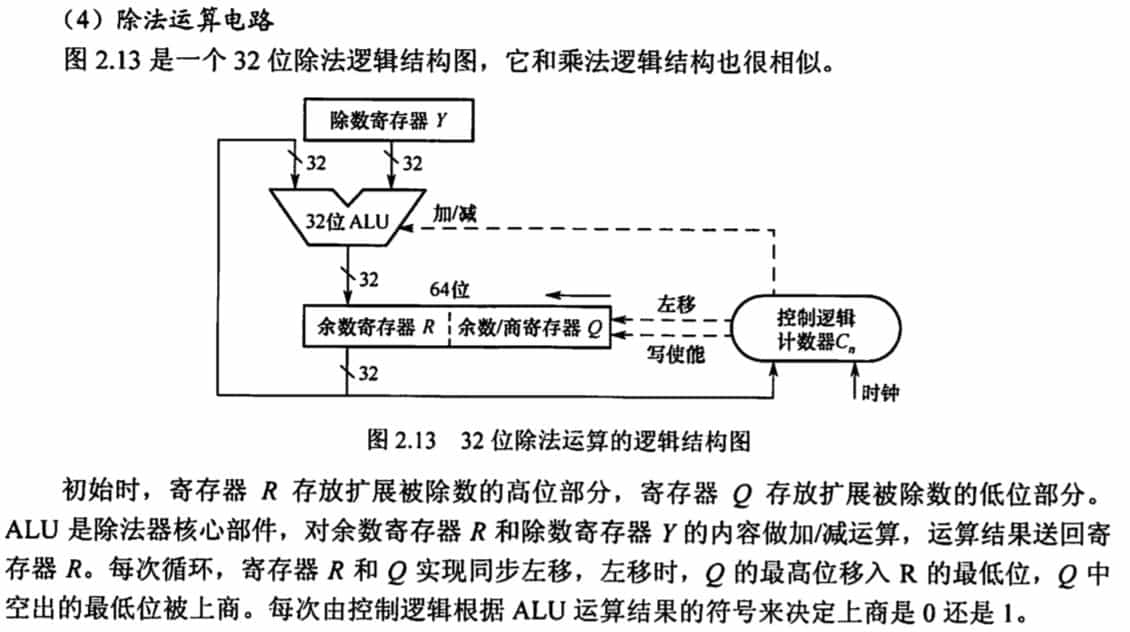 （4）除法运算电路
图 2.13 是一个 32 位除法逻辑结构图，它和乘法逻辑结构也很相似。
除数寄存器 Y
32
32
32位 ALU
加/减
32
64位
余数寄存器 R
余数/商寄存器 Q
左移
写使能
控制逻辑
计数器Cn
32
时钟
图 2.13 32 位除法运算的逻辑结构图
初始时，寄存器 R 存放扩展被除数的高位部分，寄存器 Q 存放扩展被除数的低位部分。
ALU 是除法器核心部件，对余数寄存器 R 和除数寄存器 Y 的内容做加/减运算，运算结果送回寄
存器 R。每次循环，寄存器 R 和 Q 实现同步左移，左移时，Q 的最高位移入 R 的最低位，Q 中
空出的最低位被上商。每次由控制逻辑根据 ALU 运算结果的符号来决定上商是 0 还是 1。